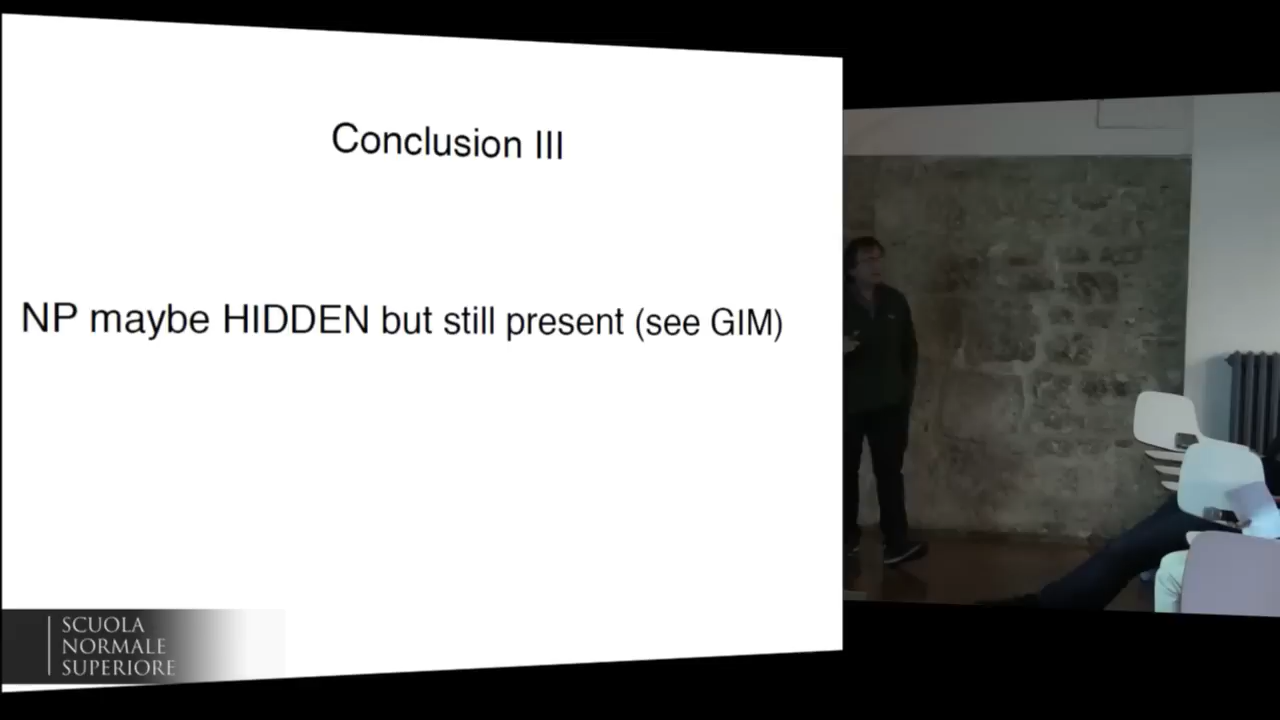 Conclusion III
NP maybe HIDDEN but still present (see GIM)
SCUOLA
NORMALE
SUPERIORE